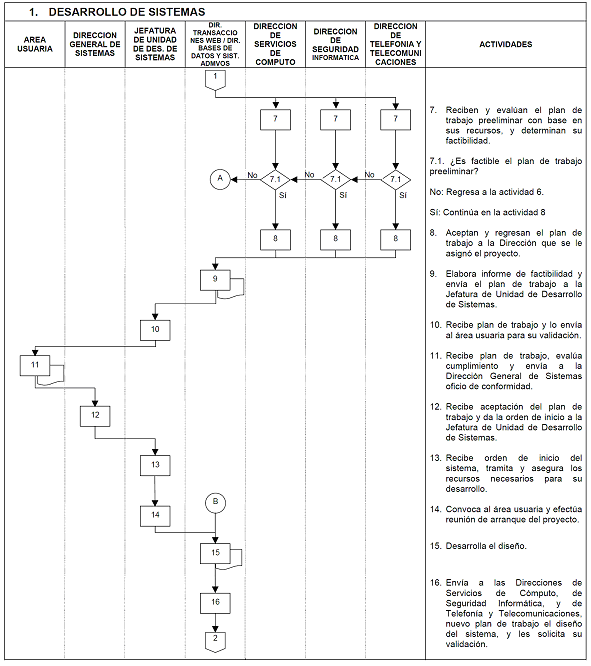 1. DESARROLLO DE SISTEMAS
AREA
USUARIA
DIRECCION
GENERAL DE
SISTEMAS
JEFATURA
DE UNIDAD
DE DES. DE
SISTEMAS
DIR.
TRANSACCIO
NES WEB / DIR.
BASES DE
DATOS Y SIST.
ADMVOS
DIRECCION
DE
SERVICIOS
DE
COMPUTO
DIRECCION
DE
SEGURIDAD
INFORMATICA
DIRECCION
DE
TELEFONIA Y
TELECOMUNI
CACIONES
ACTIVIDADES
1
7
7
7
A
No
7.1
No
7.1
No
7.1
Sí
Sí
Sí
8
8
8
9
10
11
12
13
14
B
15
16
2
7. Reciben y evalúan el plan de
trabajo preeliminar con base en
sus recursos, y determinan su
factibilidad.
7.1. ¿Es factible el plan de trabajo
preeliminar?
No: Regresa a la actividad 6.
Sí: Continúa en la actividad 8
8. Aceptan y regresan el plan de
trabajo a la Dirección que se le
asignó el proyecto.
9. Elabora informe de factibilidad y
envía el plan de trabajo a la
Jefatura de Unidad de Desarrollo
de Sistemas.
10. Recibe plan de trabajo y lo envía
al área usuaria para su validación.
11. Recibe plan de trabajo, evalúa
cumplimiento y envía a la
Dirección General de Sistemas
oficio de conformidad.
12. Recibe aceptación del plan de
trabajo y da la orden de inicio a la
Jefatura de Unidad de Desarrollo
de Sistemas.
13. Recibe orden de inicio del
sistema, tramita y asegura los
recursos necesarios para su
desarrollo.
14. Convoca al área usuaria y efectúa
reunión de arranque del proyecto.
15. Desarrolla el diseño.
16. Envía a las Direcciones de
Servicios de Cómputo, de
Seguridad Informática, y de
Telefonía y Telecomunicaciones,
nuevo plan de trabajo el diseño
del sistema, y les solicita su
validación.